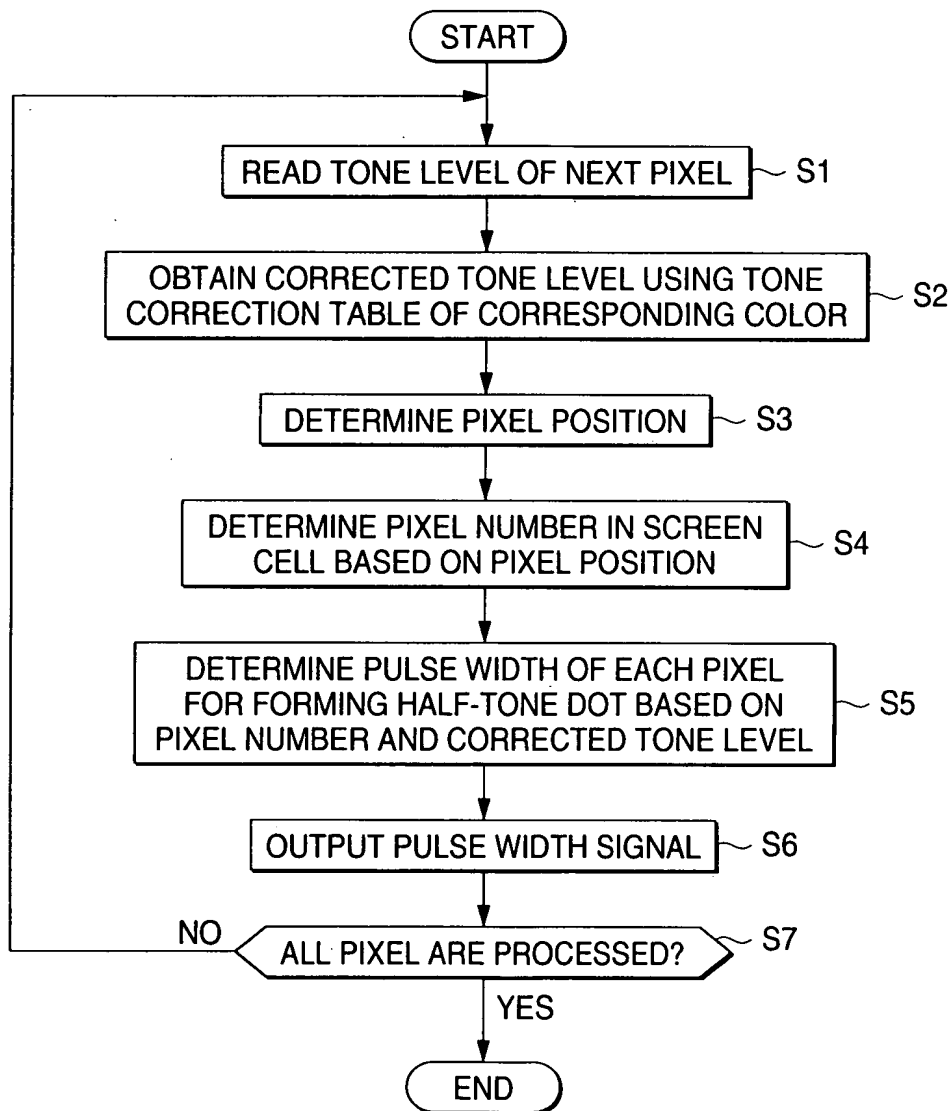 START
READ TONE LEVEL OF NEXT PIXEL
S1
OBTAIN CORRECTED TONE LEVEL USING TONE
CORRECTION TABLE OF CORRESPONDING COLOR
S2
DETERMINE PIXEL POSITION
S3
DETERMINE PIXEL NUMBER IN SCREEN
CELL BASED ON PIXEL POSITION
S4
DETERMINE PULSE WIDTH OF EACH PIXEL
FOR FORMING HALF-TONE DOT BASED ON
PIXEL NUMBER AND CORRECTED TONE LEVEL
S5
OUTPUT PULSE WIDTH SIGNAL
S6
NO
ALL PIXEL ARE PROCESSED?
S7
YES
END